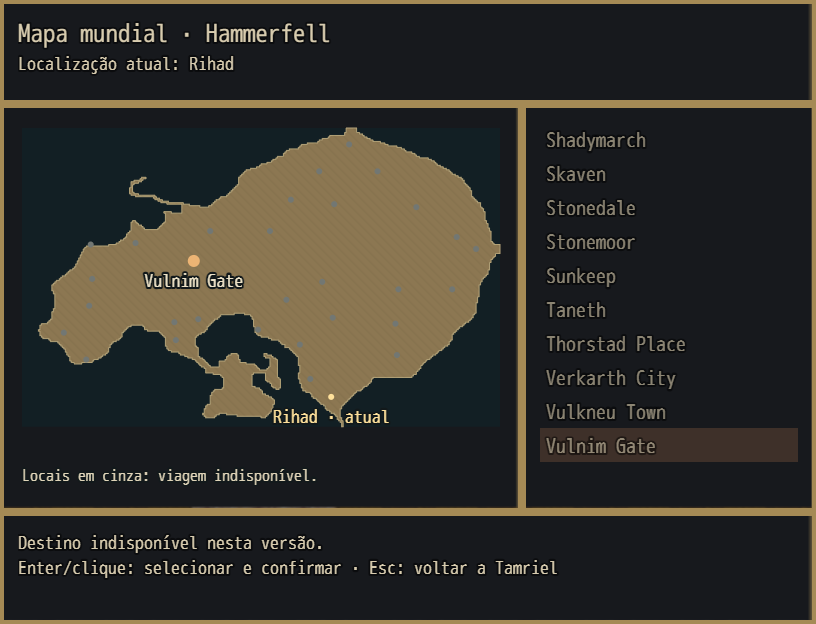 Mapa mundial · Hammerfell
Localização atual: Rihad
Vulnim Gate
Rihad · atual
Locais em cinza: viagem indisponível.
Shadymarch
Skaven
Stonedale
Stonemoor
Sunkeep
Taneth
Thorstad Place
Verkarth City
Vulkneu Town
Vulnim Gate
Destino indisponível nesta versão.
Enter/clique: selecionar e confirmar · Esc: voltar a Tamriel